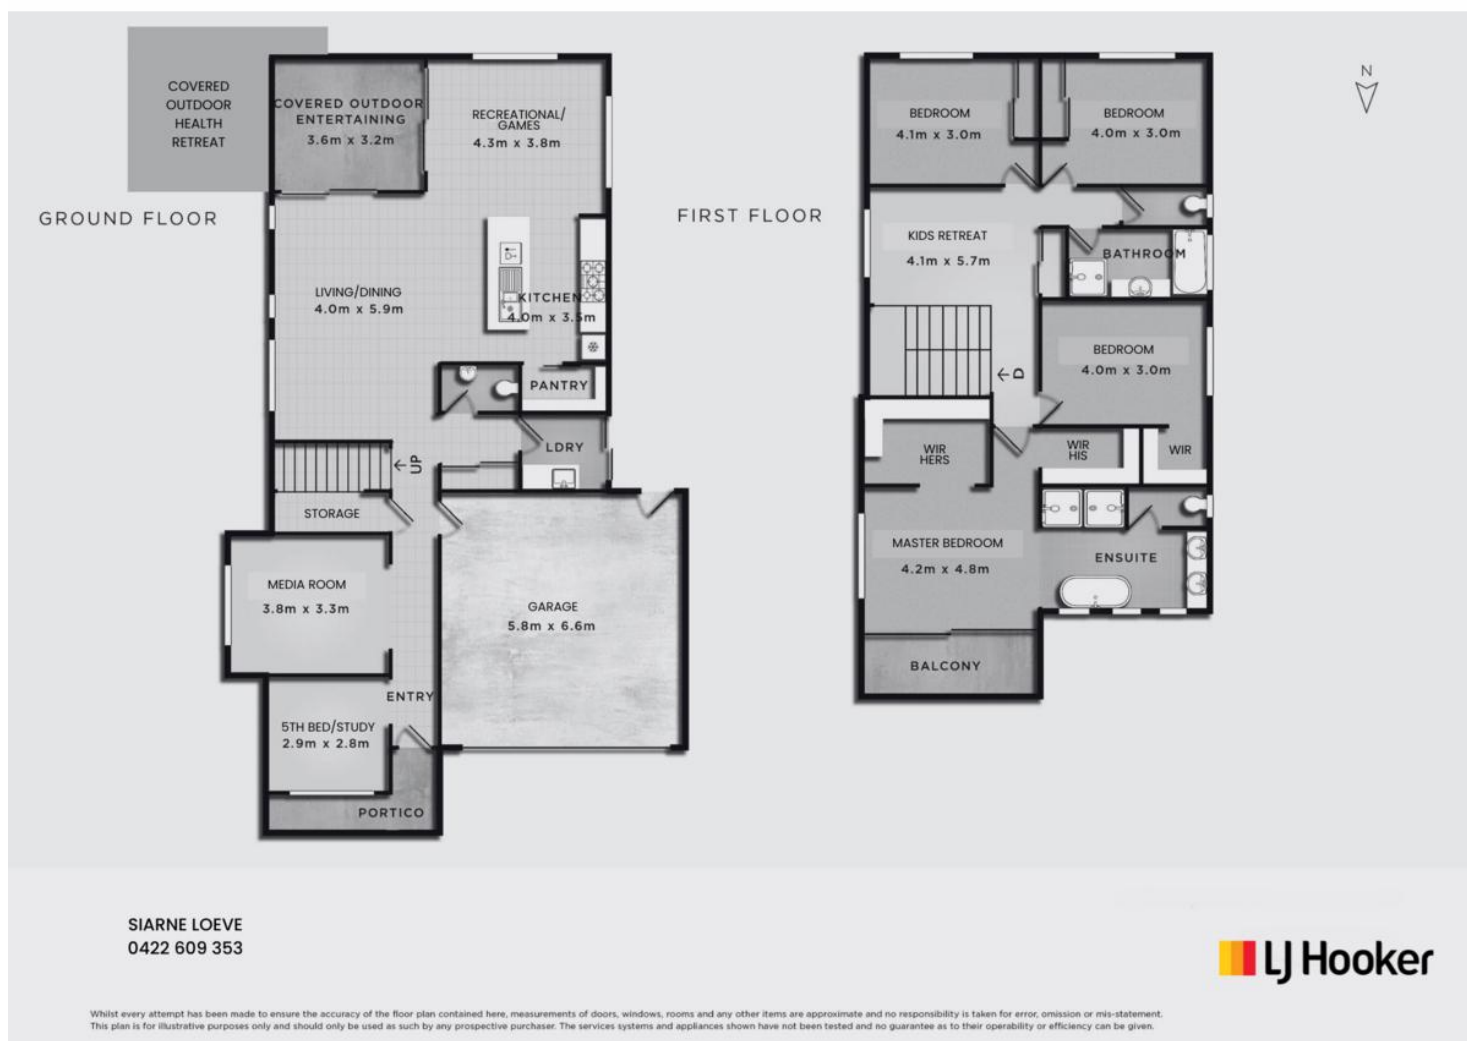 COVERED
OUTDOOR
HEALTH
RETREAT
COVERED OUTDOOR
ENTERTAINING
3.6m x 3.2m
RECREATIONAL/
GAMES
4.3m x 3.8m
GROUND FLOOR
LIVING/DINING
4.0m x 5.9m
KITCHEN
4.0m x 3.5m
PANTRY
LDRY
UP
STORAGE
MEDIA ROOM
3.8m x 3.3m
GARAGE
5.8m x 6.6m
ENTRY
5TH BED/STUDY
2.9m x 2.8m
PORTICO
FIRST FLOOR
BEDROOM
4.1m x 3.0m
BEDROOM
4.0m x 3.0m
N
KIDS RETREAT
4.1m x 5.7m
BATHROOM
BEDROOM
4.0m x 3.0m
D
WIR
HERS
WIR
HIS
WIR
MASTER BEDROOM
4.2m x 4.8m
ENSUITE
BALCONY
SIARNE LOEVE
0422 609 353
LJ Hooker
Whilst every attempt has been made to ensure the accuracy of the floor plan contained here, measurements of doors, windows, rooms and any other items are approximate and no responsibility is taken for error, omission or mis-statement.
This plan is for illustrative purposes only and should only be used as such by any prospective purchaser. The services systems and appliances shown have not been tested and no guarantee as to their operability or efficiency can be given.